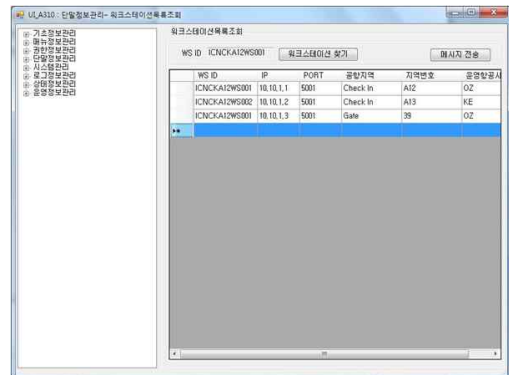 UI_A310 : 단말정보관리- 워크스테이션목록조회
기초정보관리
메뉴정보관리
권한정보관리
단말정보관리
시스템관리
로그정보관리
상태정보관리
운영정보관리
워크스테이션목록조회
WS ID ICNCKA12WS001 워크스테이션 찾기 메시지 전송
WS ID IP PORT 공항지역 지역번호 운영항공사
ICNCKA12WS001 10,10,1,1 5001 Check In A12 OZ
ICNCKA12WS002 10,10,1,2 5001 Check In A13 KE
ICNCKA12WS001 10,10,1,3 5001 Gate 39 OZ